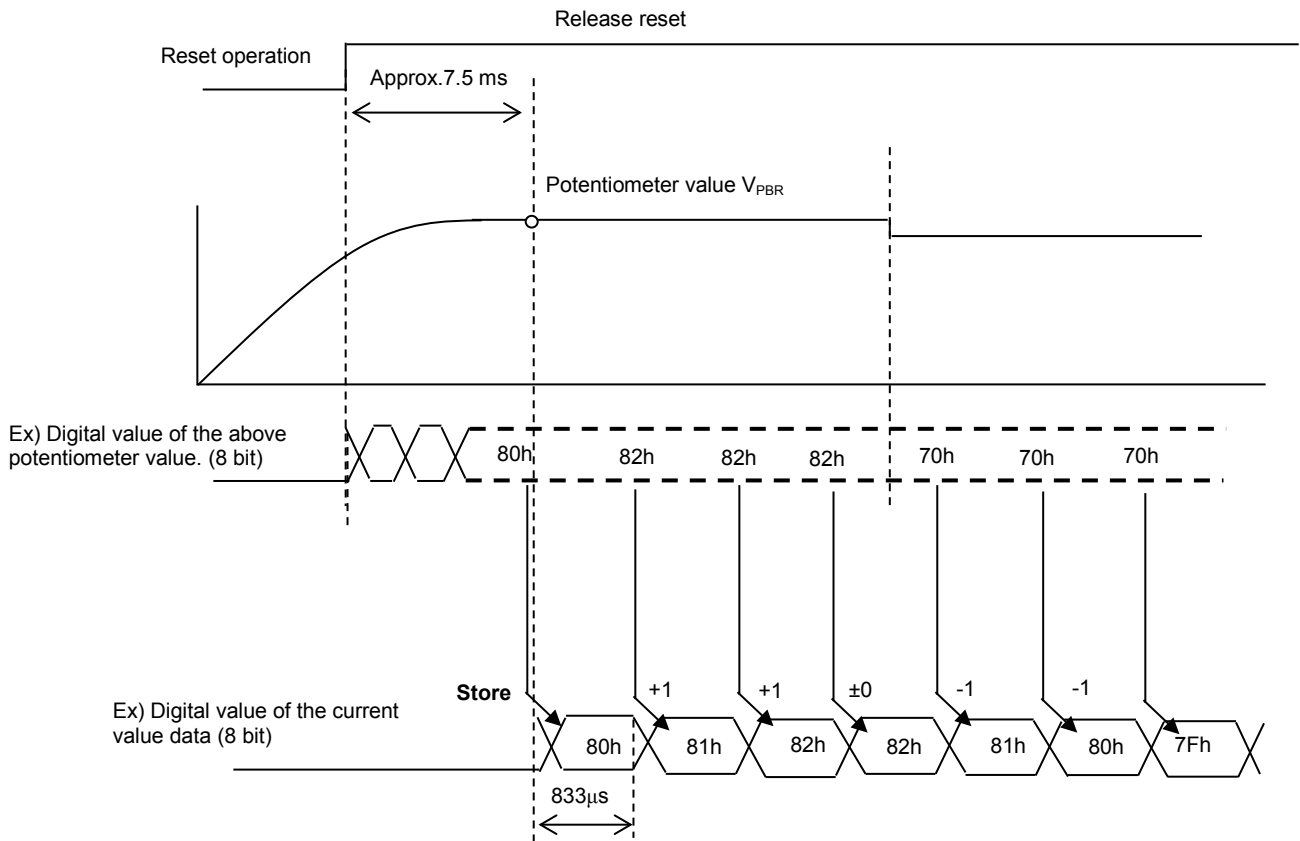 Release reset
Reset operation
Approx.7.5 ms
Potentiometer value VPBR
Ex) Digital value of the above
potentiometer value. (8 bit)
80h 82h 82h 82h 70h 70h 70h
Store +1 +1 ±0 -1 -1
Ex) Digital value of the current
value data (8 bit)
80h 81h 82h 82h 81h 80h 7Fh
833μs